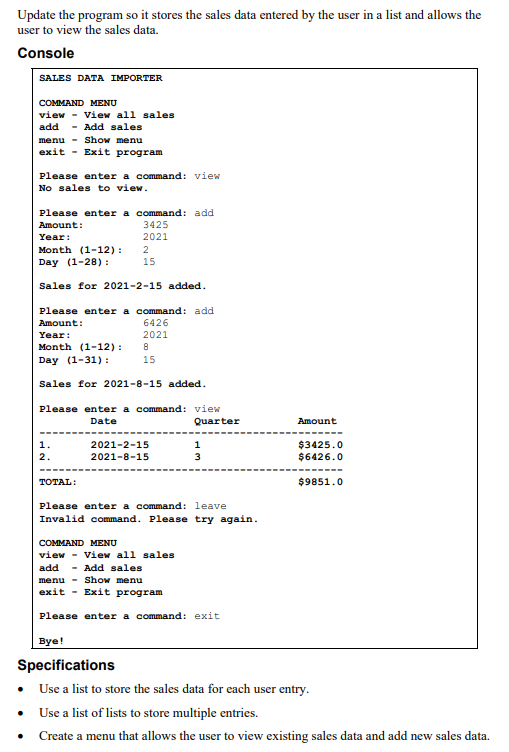 Update the program so it stores the sales data entered by the user in a list and allows the
user to view the sales data.
Console
SALES DATA IMPORTER
COMMAND MENU
view - View all sales
add - Add sales
menu - Show menu
exit - Exit program
Please enter a command: view
No sales to view.
Please enter a command: add
Amount: 3425
Year: 2021
Month (1-12): 2
Day (1-28): 15
Sales for 2021-2-15 added.
Please enter a command: add
Amount: 6426
Year: 2021
Month (1-12): 8
Day (1-31): 15
Sales for 2021-8-15 added.
Please enter a command: view
Date Quarter Amount
-----------------------------------------------
1. 2021-2-15 1 $3425.0
2. 2021-8-15 3 $6426.0
-----------------------------------------------
TOTAL: $9851.0
Please enter a command: leave
Invalid command. Please try again.
COMMAND MENU
view - View all sales
add - Add sales
menu - Show menu
exit - Exit program
Please enter a command: exit
Bye!
Specifications
• Use a list to store the sales data for each user entry.
• Use a list of lists to store multiple entries.
• Create a menu that allows the user to view existing sales data and add new sales data.